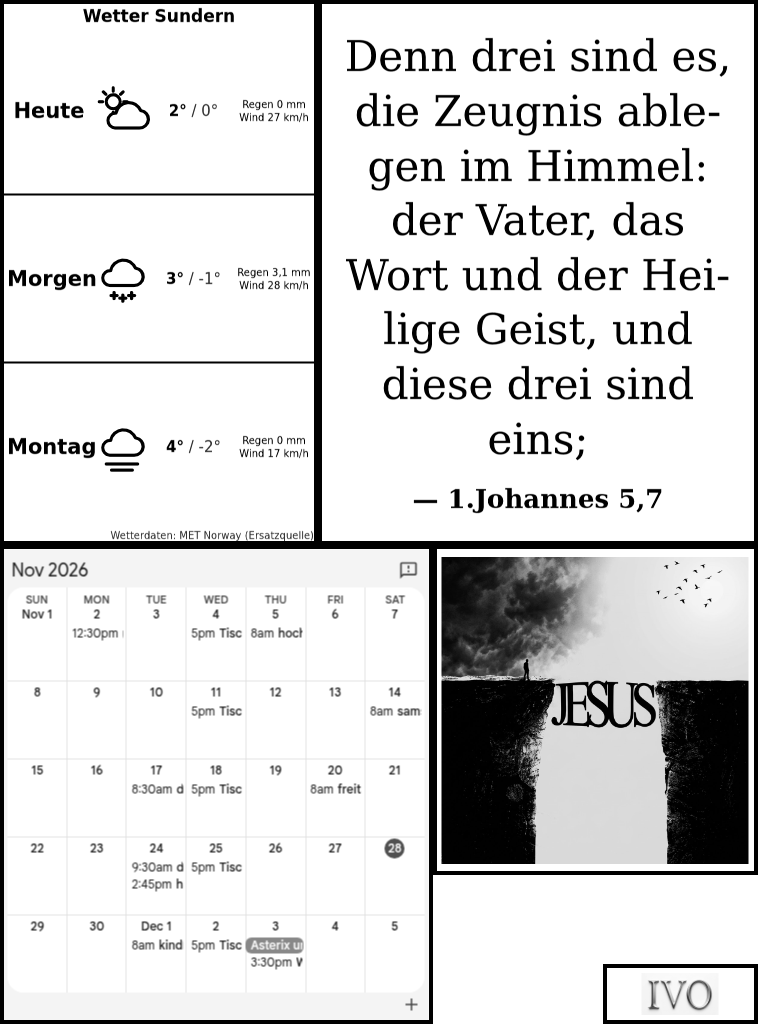 Wetter Sundern
Heute
2° / 0°
Regen 0 mm
Wind 27 km/h
Morgen
3° / -1°
Regen 3,1 mm
Wind 28 km/h
Montag
4° / -2°
Regen 0 mm
Wind 17 km/h
Wetterdaten: MET Norway (Ersatzquelle)
Denn drei sind es,
die Zeugnis able-
gen im Himmel:
der Vater, das
Wort und der Hei-
lige Geist, und
diese drei sind
eins;
— 1.Johannes 5,7
Nov 2026
SUN MON TUE WED THU FRI SAT
Nov 1 2 3 4 5 6 7
12:30pm 5pm Tisc 8am hoch
8 9 10 11 12 13 14
5pm Tisc 8am sam
15 16 17 18 19 20 21
8:30am d 5pm Tisc 8am freit
22 23 24 25 26 27 28
9:30am d 5pm Tisc
2:45pm h
29 30 Dec 1 2 3 4 5
8am kind 5pm Tisc Asterix u
3:30pm W
+
JESUS
IVO